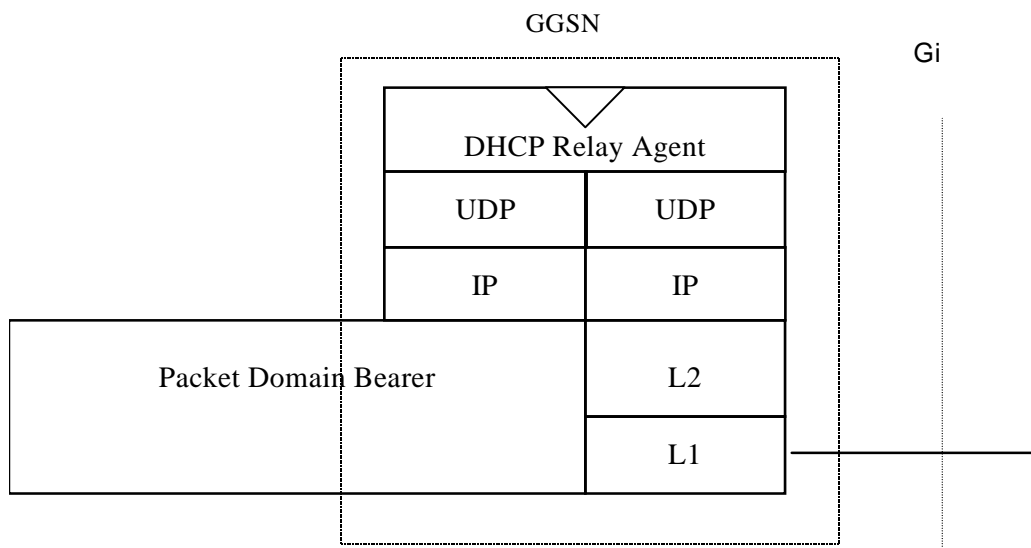 GGSN
Gi
DHCP Relay Agent
UDP UDP
IP IP
Packet Domain Bearer L2
L1